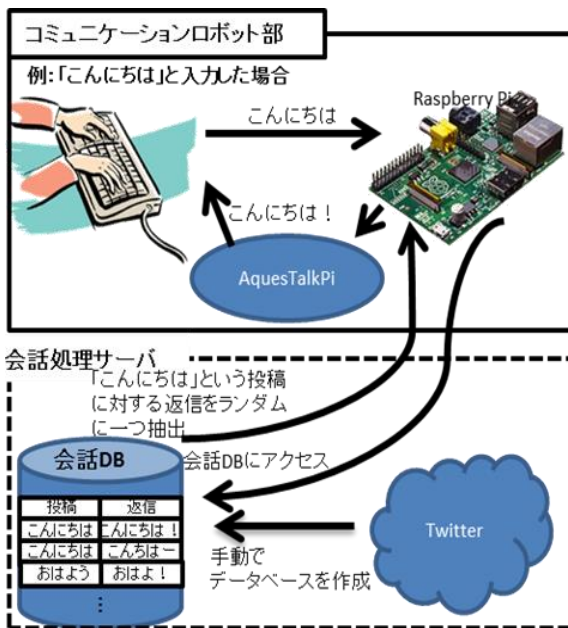 コミュニケーションロボット部
例:「こんにちは」と入力した場合
こんにちは
Raspberry Pi
こんにちは！
AquesTalkPi
会話処理サーバ
「こんにちは」という投稿
に対する返信をランダム
に一つ抽出
会話DB
会話DBにアクセス
投稿 返信
こんにちは こんにちは！
こんにちは こんちはー
おはよう おはよ！
⋮
Twitter
手動で
データベースを作成